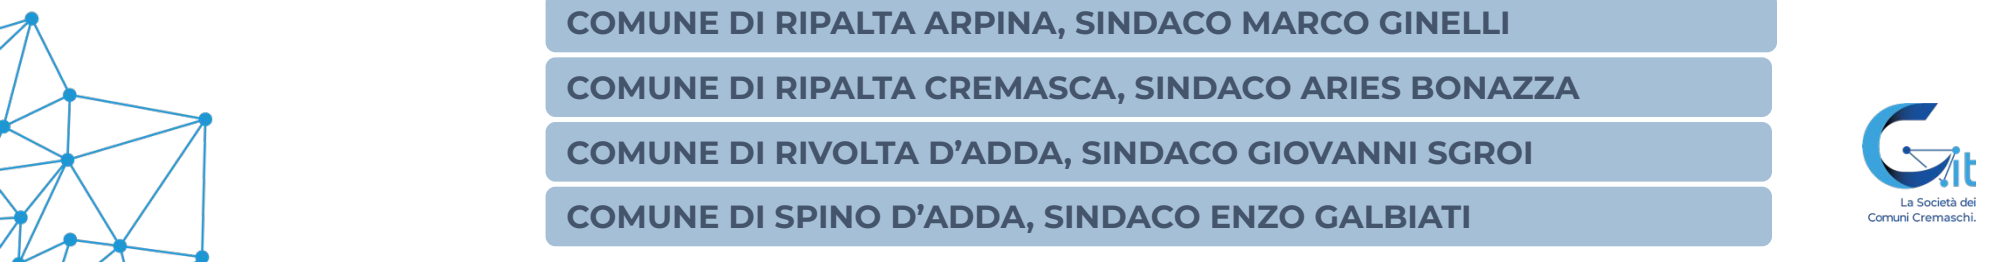 COMUNE DI RIPALTA ARPINA, SINDACO MARCO GINELLI
COMUNE DI RIPALTA CREMASCA, SINDACO ARIES BONAZZA
COMUNE DI RIVOLTA D’ADDA, SINDACO GIOVANNI SGROI
COMUNE DI SPINO D’ADDA, SINDACO ENZO GALBIATI
Git
La Società dei
Comuni Cremaschi.